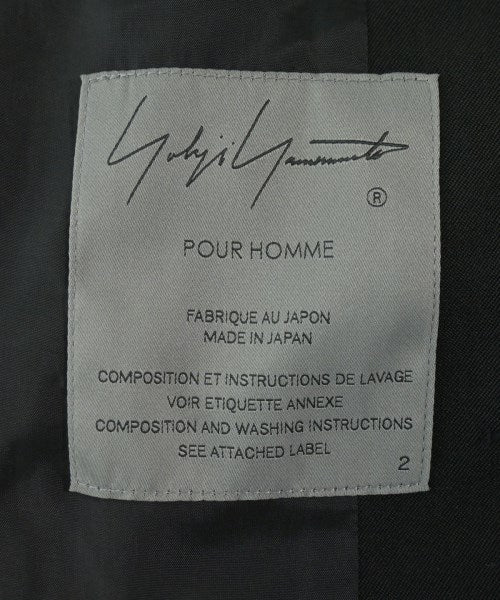 Yohji Yamamoto
®
POUR HOMME
FABRIQUE AU JAPON
MADE IN JAPAN
COMPOSITION ET INSTRUCTIONS DE LAVAGE
VOIR ETIQUETTE ANNEXE
COMPOSITION AND WASHING INSTRUCTIONS
SEE ATTACHED LABEL
2